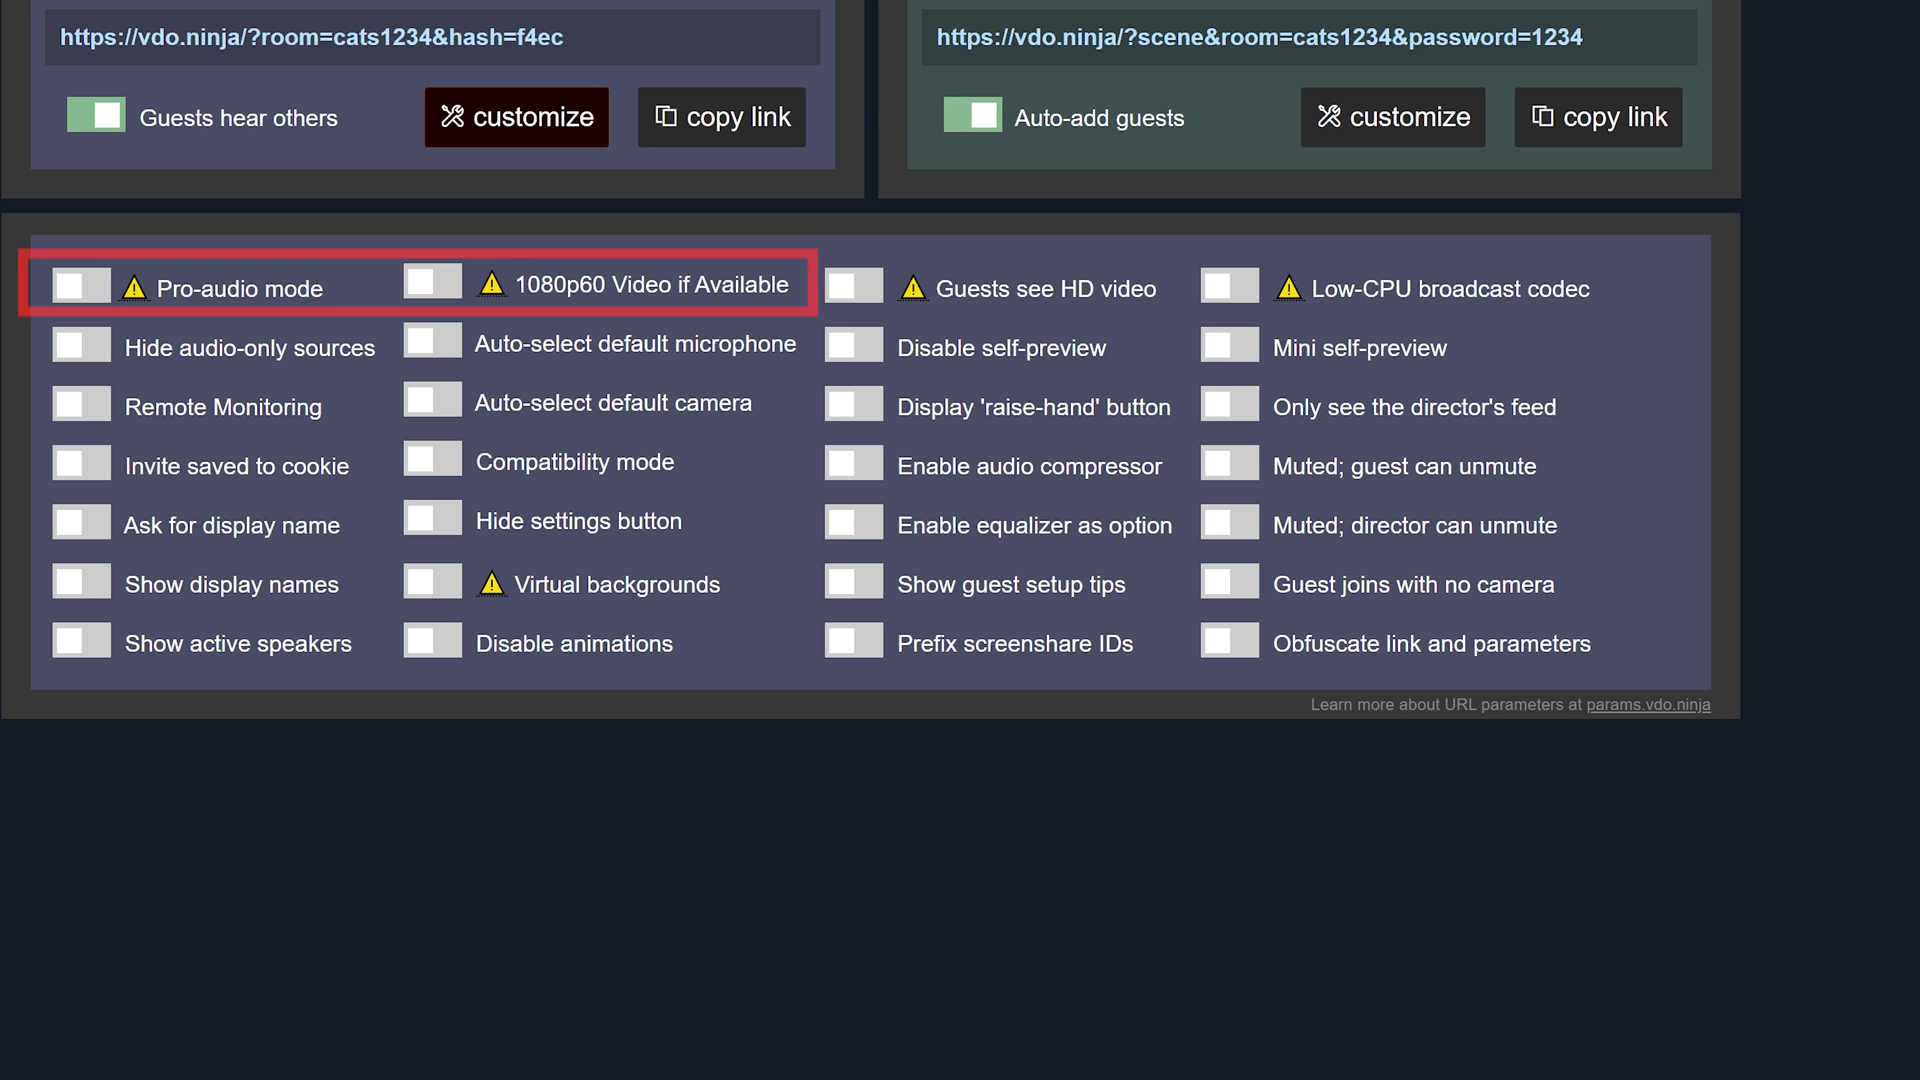 https://vdo.ninja/?room=cats1234&hash=f4ec
Guests hear others
customize
copy link
https://vdo.ninja/?scene&room=cats1234&password=1234
Auto-add guests
customize
copy link
Pro-audio mode
1080p60 Video if Available
Guests see HD video
Low-CPU broadcast codec
Hide audio-only sources
Auto-select default microphone
Disable self-preview
Mini self-preview
Remote Monitoring
Auto-select default camera
Display 'raise-hand' button
Only see the director's feed
Invite saved to cookie
Compatibility mode
Enable audio compressor
Muted; guest can unmute
Ask for display name
Hide settings button
Enable equalizer as option
Muted; director can unmute
Show display names
Virtual backgrounds
Show guest setup tips
Guest joins with no camera
Show active speakers
Disable animations
Prefix screenshare IDs
Obfuscate link and parameters
Learn more about URL parameters at params.vdo.ninja